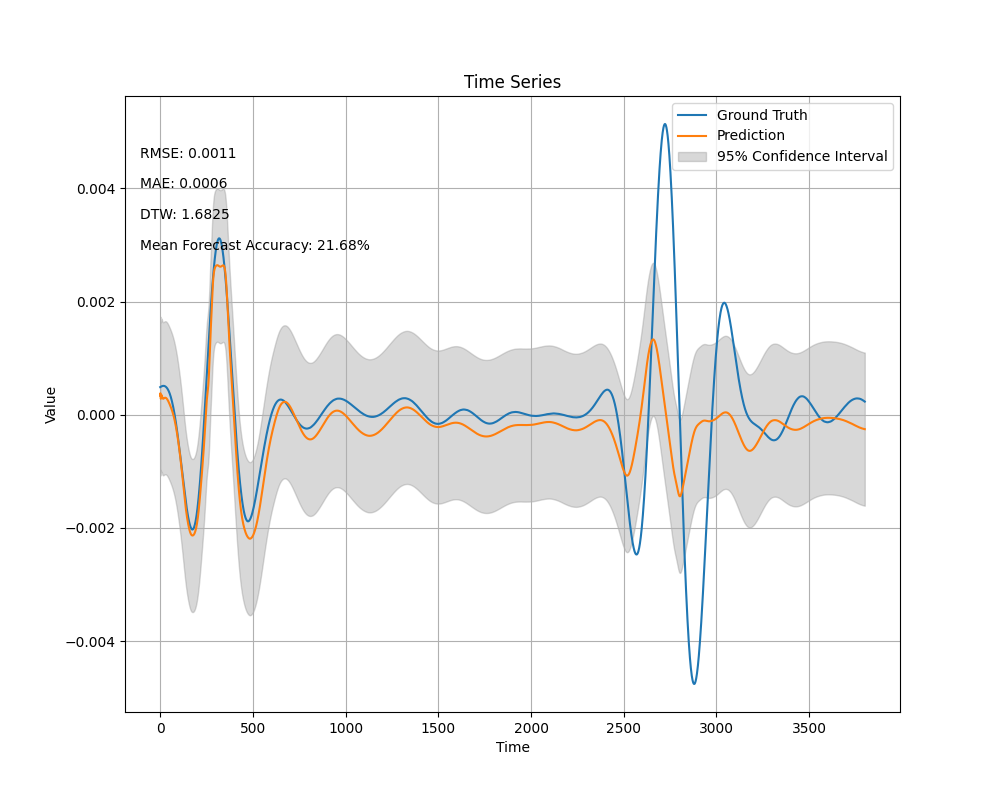 Time Series
Ground Truth
Prediction
95% Confidence Interval
RMSE: 0.0011
MAE: 0.0006
DTW: 1.6825
Mean Forecast Accuracy: 21.68%
0.004
0.002
0.000
−0.002
−0.004
Value
0 500 1000 1500 2000 2500 3000 3500
Time